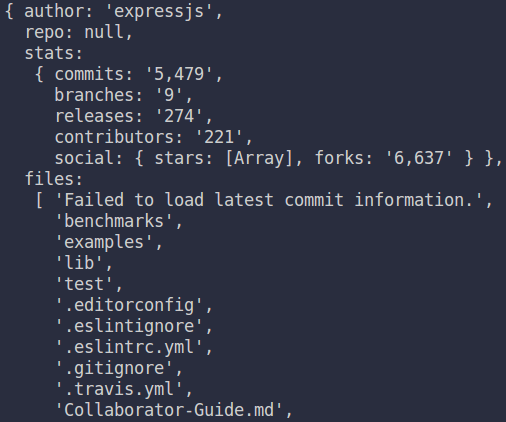 { author: 'expressjs',
  repo: null,
  stats:
   { commits: '5,479',
     branches: '9',
     releases: '274',
     contributors: '221',
     social: { stars: [Array], forks: '6,637' } },
  files:
   [ 'Failed to load latest commit information.',
     'benchmarks',
     'examples',
     'lib',
     'test',
     '.editorconfig',
     '.eslintignore',
     '.eslintrc.yml',
     '.gitignore',
     '.travis.yml',
     'Collaborator-Guide.md',